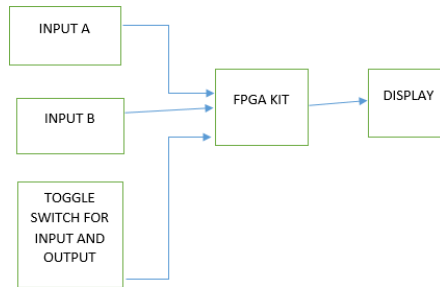 INPUT A
INPUT B
TOGGLE
SWITCH FOR
INPUT AND
OUTPUT
FPGA KIT
DISPLAY